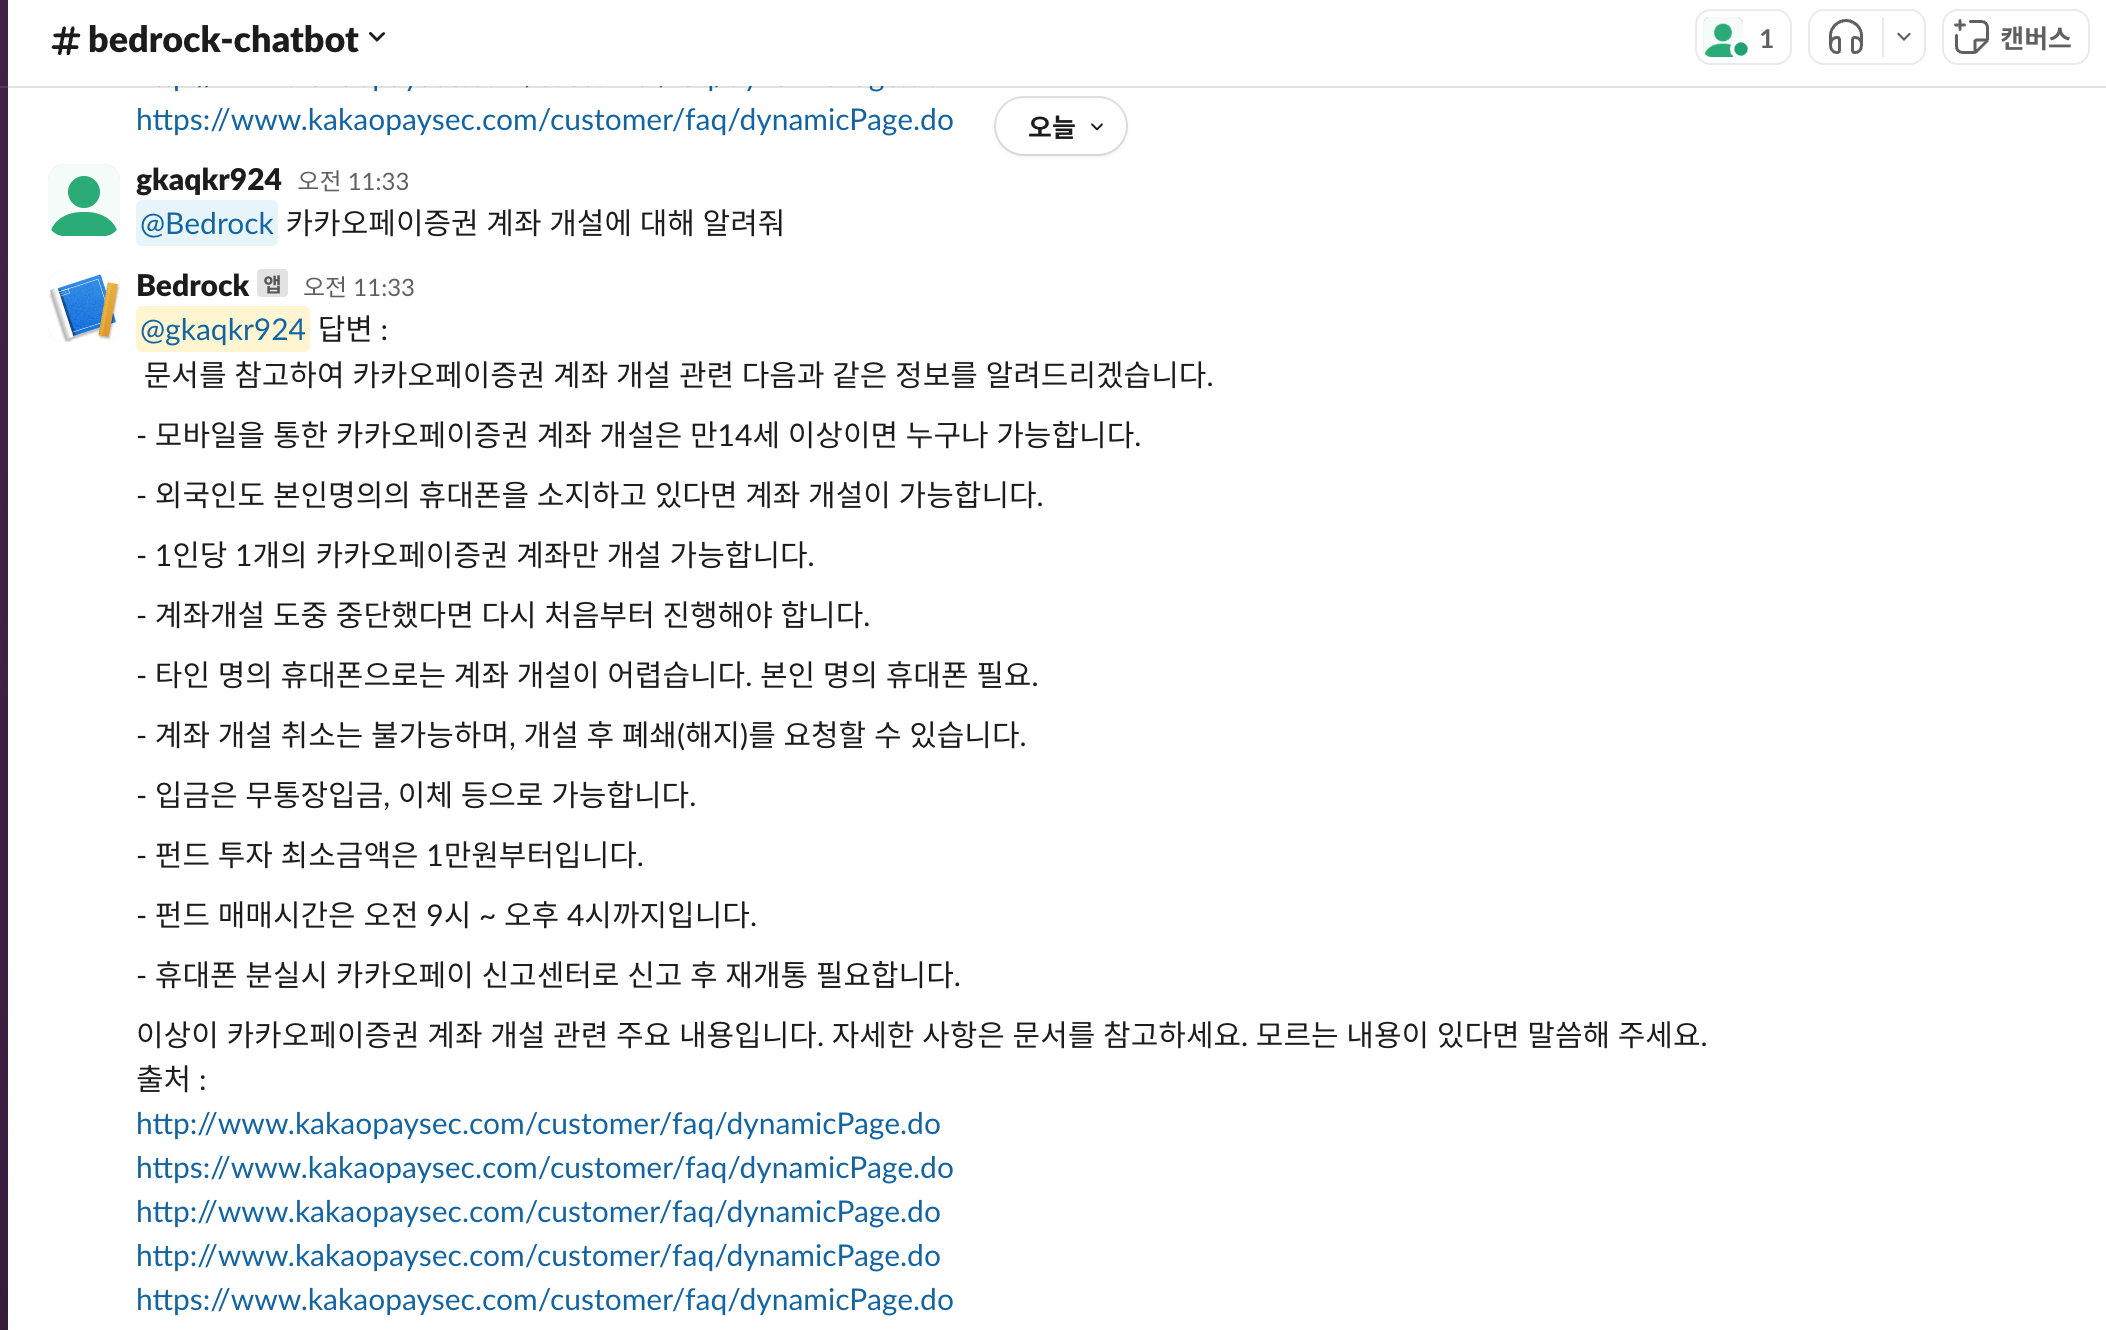 # bedrock-chatbot
1
캔버스
https://www.kakaopaysec.com/customer/faq/dynamicPage.do
오늘
gkaqkr924 오전 11:33
@Bedrock 카카오페이증권 계좌 개설에 대해 알려줘
Bedrock 앱 오전 11:33
@gkaqkr924 답변 :
문서를 참고하여 카카오페이증권 계좌 개설 관련 다음과 같은 정보를 알려드리겠습니다.
- 모바일을 통한 카카오페이증권 계좌 개설은 만14세 이상이면 누구나 가능합니다.
- 외국인도 본인명의의 휴대폰을 소지하고 있다면 계좌 개설이 가능합니다.
- 1인당 1개의 카카오페이증권 계좌만 개설 가능합니다.
- 계좌개설 도중 중단했다면 다시 처음부터 진행해야 합니다.
- 타인 명의 휴대폰으로는 계좌 개설이 어렵습니다. 본인 명의 휴대폰 필요.
- 계좌 개설 취소는 불가능하며, 개설 후 폐쇄(해지)를 요청할 수 있습니다.
- 입금은 무통장입금, 이체 등으로 가능합니다.
- 펀드 투자 최소금액은 1만원부터입니다.
- 펀드 매매시간은 오전 9시 ~ 오후 4시까지입니다.
- 휴대폰 분실시 카카오페이 신고센터로 신고 후 재개통 필요합니다.
이상이 카카오페이증권 계좌 개설 관련 주요 내용입니다. 자세한 사항은 문서를 참고하세요. 모르는 내용이 있다면 말씀해 주세요.
출처 :
http://www.kakaopaysec.com/customer/faq/dynamicPage.do
https://www.kakaopaysec.com/customer/faq/dynamicPage.do
http://www.kakaopaysec.com/customer/faq/dynamicPage.do
http://www.kakaopaysec.com/customer/faq/dynamicPage.do
https://www.kakaopaysec.com/customer/faq/dynamicPage.do